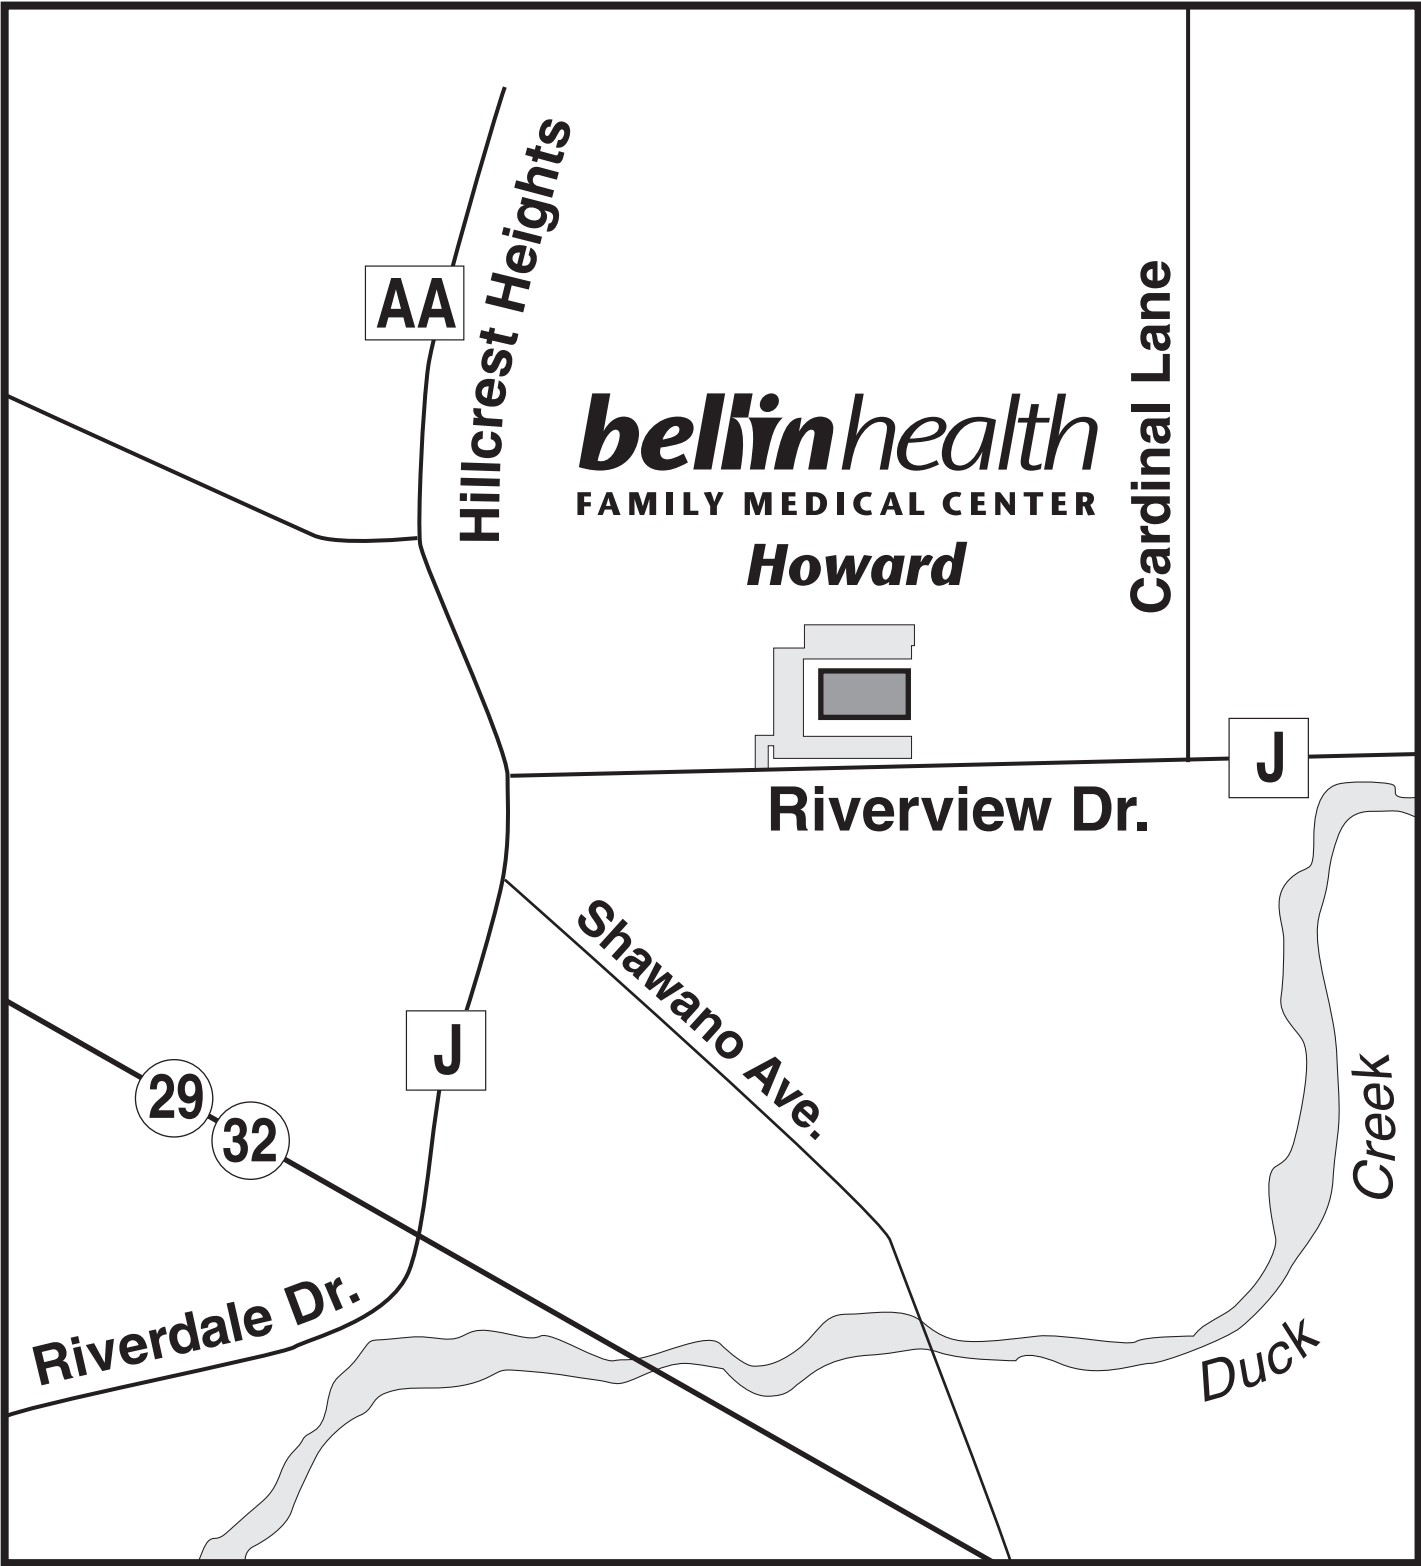 Hillcrest Heights
AA
Cardinal Lane
bellinhealth
FAMILY MEDICAL CENTER
Howard
J
Riverview Dr.
Shawano Ave.
J
29
32
Creek
Riverdale Dr.
Duck